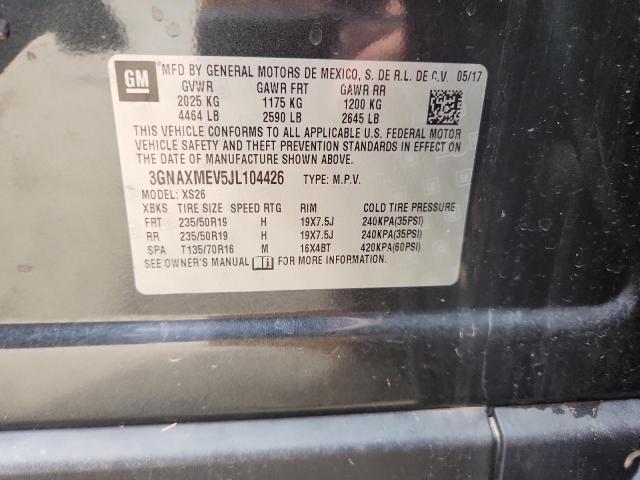 GM MFD BY GENERAL MOTORS DE MEXICO, S. DE R.L. DE C.V. 05/17
GVWR GAWR FRT GAWR RR
2025 KG 1175 KG 1200 KG
4464 LB 2590 LB 2645 LB
THIS VEHICLE CONFORMS TO ALL APPLICABLE U.S. FEDERAL MOTOR
VEHICLE SAFETY AND THEFT PREVENTION STANDARDS IN EFFECT ON THE
DATE OF MANUFACTURE SHOWN ABOVE.
3GNAXMEV5JL104426 TYPE: M.P.V.
MODEL: XS26
XBKS TIRE SIZE SPEED RTG RIM COLD TIRE PRESSURE
FRT 235/50R19 H 19X7.5J 240KPA(35PSI)
RR 235/50R19 H 19X7.5J 240KPA(35PSI)
SPA T135/70R16 M 16X4BT 420KPA(60PSI)
SEE OWNER'S MANUAL FOR MORE INFORMATION.